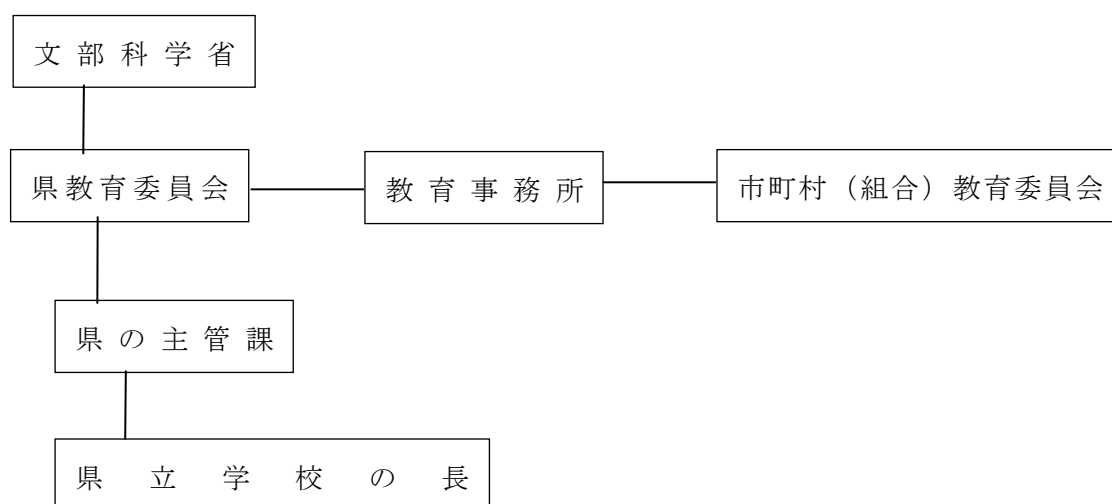 文部科学省
県教育委員会
教育事務所
市町村（組合）教育委員会
県の主管課
県立学校の長